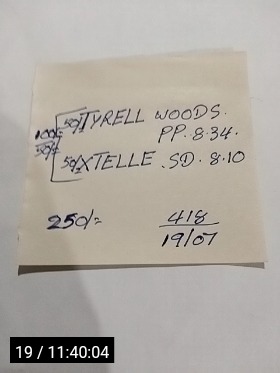 50/= TYRELL WOODS.
100/= PP. 8.34.
50/=
50/= XTELLE . SD. 8.10
250/= 418
19/07
19 / 11:40:04